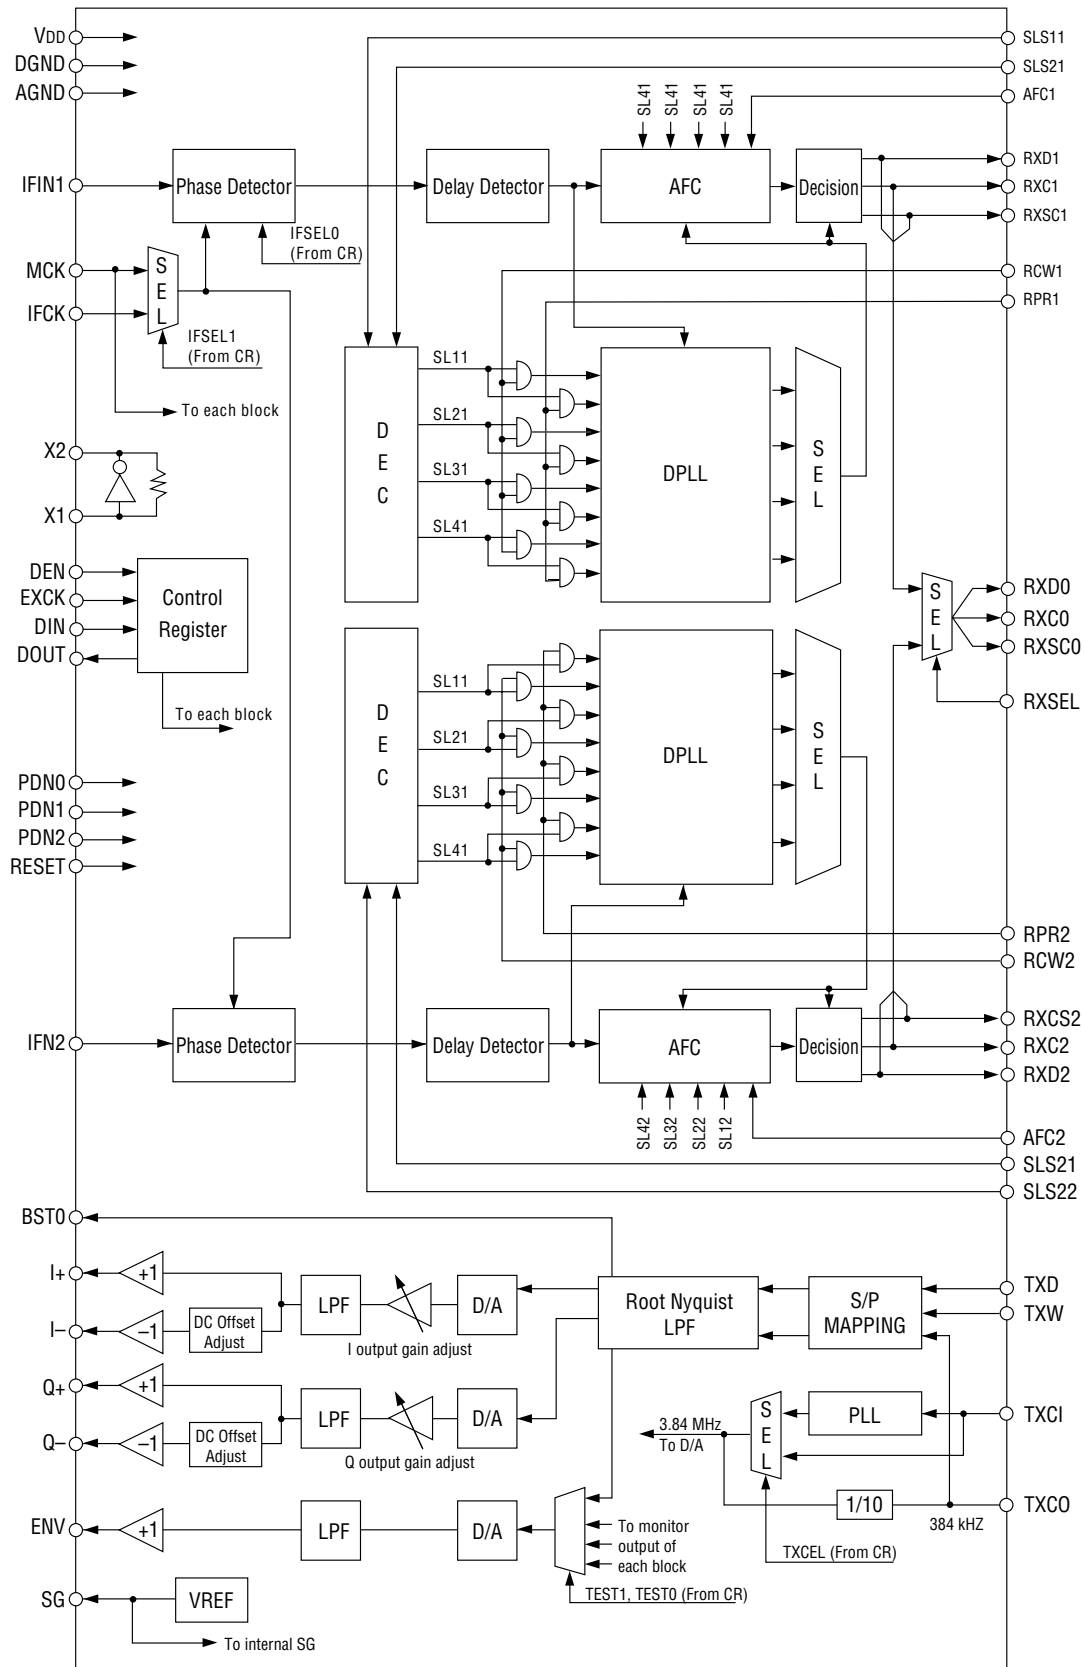 VDD
DGND
AGND
IFIN1
MCK
IFCK
X2
X1
DEN
EXCK
DIN
DOUT
PDN0
PDN1
PDN2
RESET
IFN2
BST0
I+
I−
Q+
Q−
ENV
SG
SLS11
SLS21
AFC1
RXD1
RXC1
RXSC1
RCW1
RPR1
RXD0
RXC0
RXSC0
RXSEL
RPR2
RCW2
RXCS2
RXC2
RXD2
AFC2
SLS21
SLS22
TXD
TXW
TXCI
TXCO
SL41
SL41
SL41
SL41
Phase Detector
Delay Detector
AFC
Decision
IFSEL0
(From CR)
S
E
L
IFSEL1
(From CR)
To each block
D
E
C
SL11
SL21
SL31
SL41
DPLL
S
E
L
Control
Register
To each block
S
E
L
D
E
C
SL11
SL21
SL31
SL41
DPLL
S
E
L
Phase Detector
Delay Detector
AFC
Decision
SL42
SL32
SL22
SL12
+1
−1
DC Offset
Adjust
LPF
I output gain adjust
D/A
Root Nyquist
LPF
S/P
MAPPING
+1
−1
DC Offset
Adjust
LPF
Q output gain adjust
D/A
3.84 MHz
To D/A
S
E
L
PLL
1/10
384 kHZ
TXCEL (From CR)
+1
LPF
D/A
To monitor
output of
each block
TEST1, TEST0 (From CR)
VREF
To internal SG